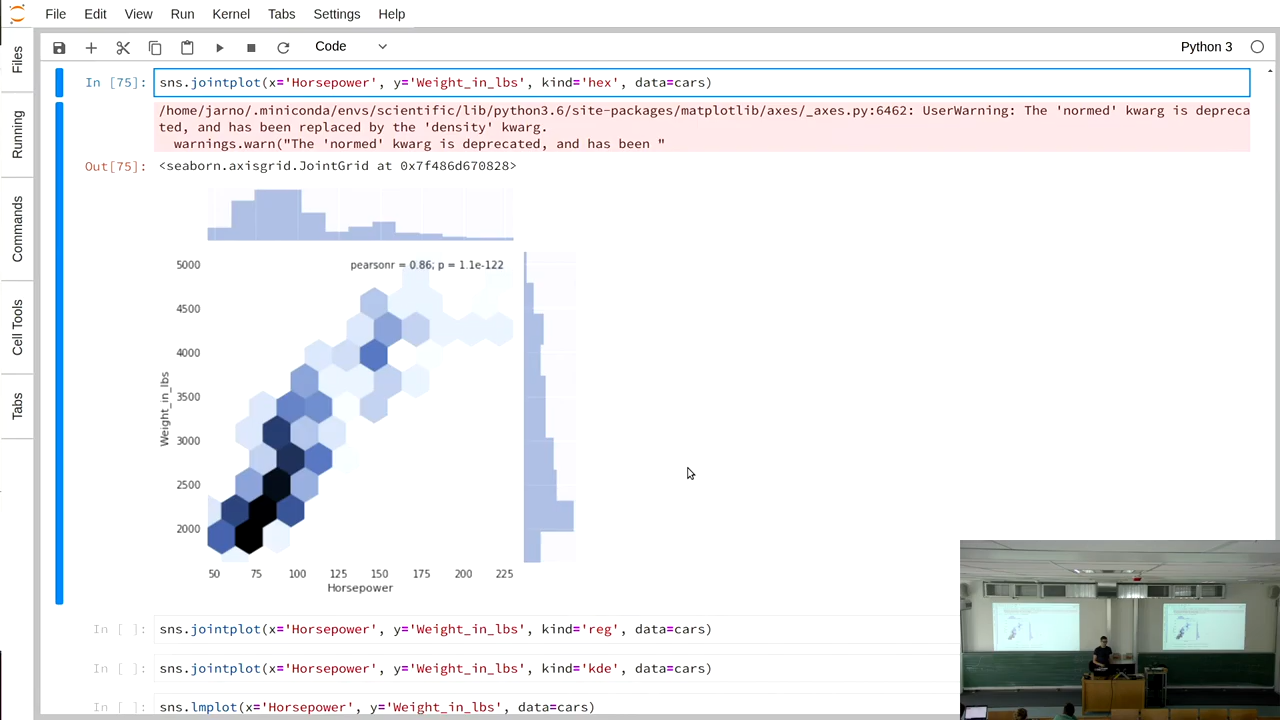 File Edit View Run Kernel Tabs Settings Help
Code
Python 3
Files
Running
Commands
Cell Tools
Tabs
In [75]: sns.jointplot(x='Horsepower', y='Weight_in_lbs', kind='hex', data=cars)
/home/jarno/.miniconda/envs/scientific/lib/python3.6/site-packages/matplotlib/axes/_axes.py:6462: UserWarning: The 'normed' kwarg is depreca
ted, and has been replaced by the 'density' kwarg.
warnings.warn("The 'normed' kwarg is deprecated, and has been "
Out[75]: <seaborn.axisgrid.JointGrid at 0x7f486d670828>
pearsonr = 0.86; p = 1.1e-122
5000
4500
4000
3500
3000
2500
2000
Weight_in_lbs
50 75 100 125 150 175 200 225
Horsepower
In [ ]: sns.jointplot(x='Horsepower', y='Weight_in_lbs', kind='reg', data=cars)
In [ ]: sns.jointplot(x='Horsepower', y='Weight_in_lbs', kind='kde', data=cars)
In [ ]: sns.lmplot(x='Horsepower', y='Weight_in_lbs', data=cars)